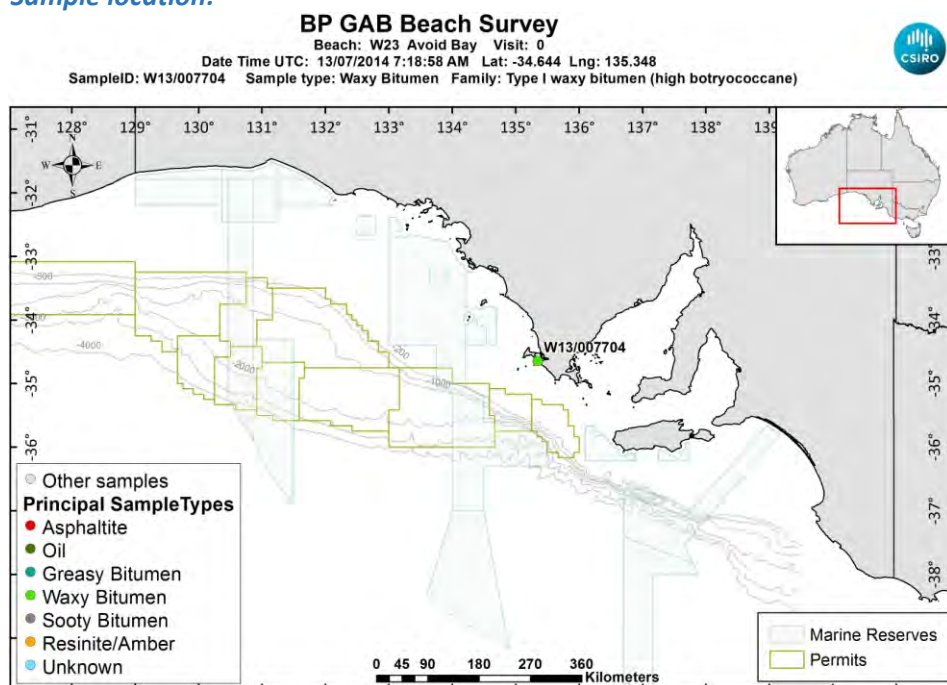 Sample location:
BP GAB Beach Survey
Beach: W23 Avoid Bay Visit: 0
Date Time UTC: 13/07/2014 7:18:58 AM Lat: -34.644 Lng: 135.348
SampleID: W13/007704 Sample type: Waxy Bitumen Family: Type I waxy bitumen (high botryococcane)
CSIRO
128° 129° 130° 131° 132° 133° 134° 135° 136° 137° 138° 139
-31°
-32°
-33°
-34°
-35°
-36°
-37°
-38°
N
W E
S
-34°
-35°
-36°
-37°
-38°
-200
-1000
-2000
-4000
W13/007704
Other samples
Principal SampleTypes
Asphaltite
Oil
Greasy Bitumen
Waxy Bitumen
Sooty Bitumen
Resinite/Amber
Unknown
0 45 90 180 270 360
Kilometers
Marine Reserves
Permits